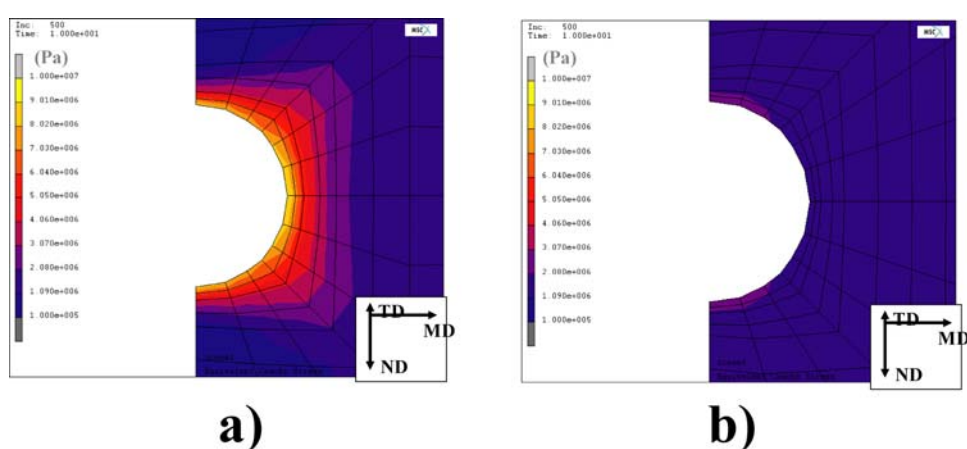 Inc: 500
Time: 1.000e+001
(Pa)
1.000e+007
9.010e+006
8.020e+006
7.030e+006
6.040e+006
5.050e+006
4.060e+006
3.070e+006
2.080e+006
1.090e+006
1.000e+005
TD
MD
ND
a)
Inc: 500
Time: 1.000e+001
(Pa)
1.000e+007
9.010e+006
8.020e+006
7.030e+006
6.040e+006
5.050e+006
4.060e+006
3.070e+006
2.080e+006
1.090e+006
1.000e+005
TD
MD
ND
b)